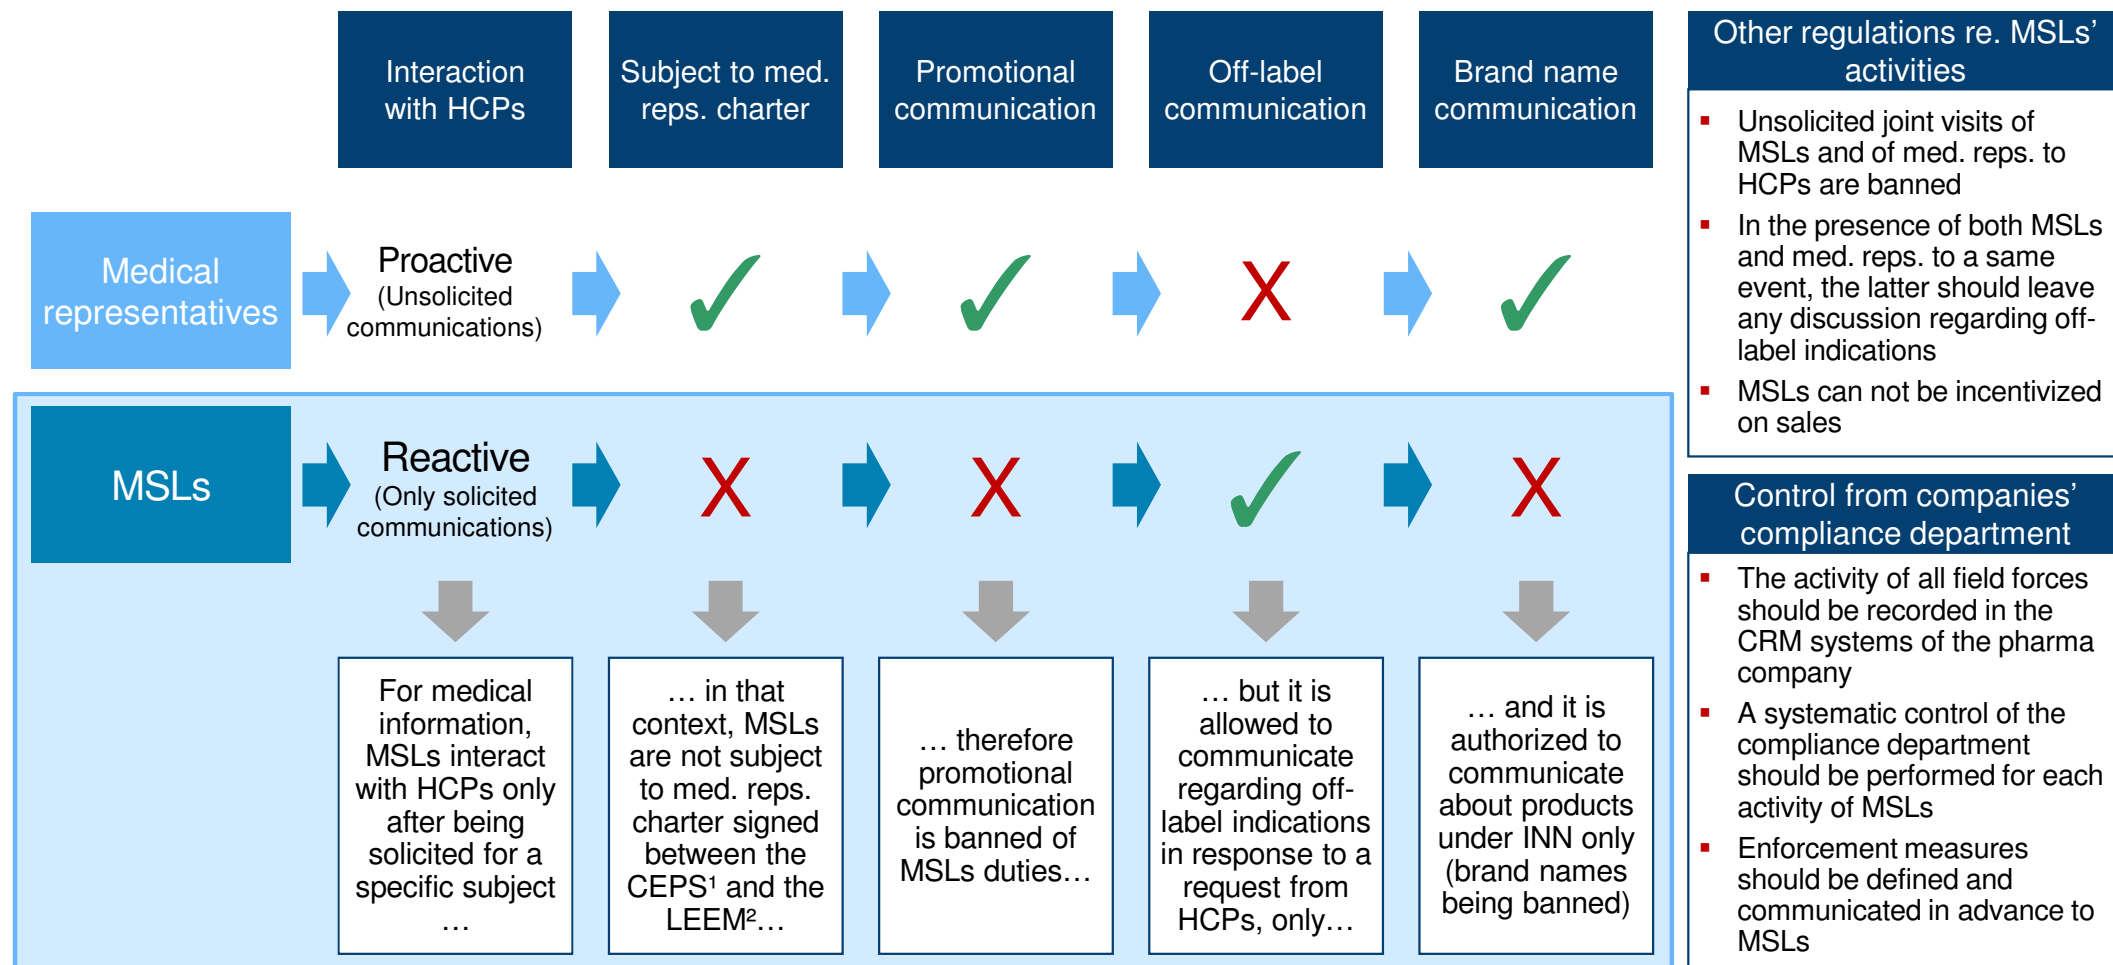 Interaction
with HCPs
Subject to med.
reps. charter
Promotional
communication
Off-label
communication
Brand name
communication
Medical
representatives
Proactive
(Unsolicited
communications)
X
MSLs
Reactive
(Only solicited
communications)
X
X
X
For medical
information,
MSLs interact
with HCPs only
after being
solicited for a
specific subject
…
… in that
context, MSLs
are not subject
to med. reps.
charter signed
between the
CEPS¹ and the
LEEM²…
… therefore
promotional
communication
is banned of
MSLs duties…
… but it is
allowed to
communicate
regarding off-
label indications
in response to a
request from
HCPs, only…
… and it is
authorized to
communicate
about products
under INN only
(brand names
being banned)
Other regulations re. MSLs’
activities
Unsolicited joint visits of
MSLs and of med. reps. to
HCPs are banned
In the presence of both MSLs
and med. reps. to a same
event, the latter should leave
any discussion regarding off-
label indications
MSLs can not be incentivized
on sales
Control from companies’
compliance department
The activity of all field forces
should be recorded in the
CRM systems of the pharma
company
A systematic control of the
compliance department
should be performed for each
activity of MSLs
Enforcement measures
should be defined and
communicated in advance to
MSLs